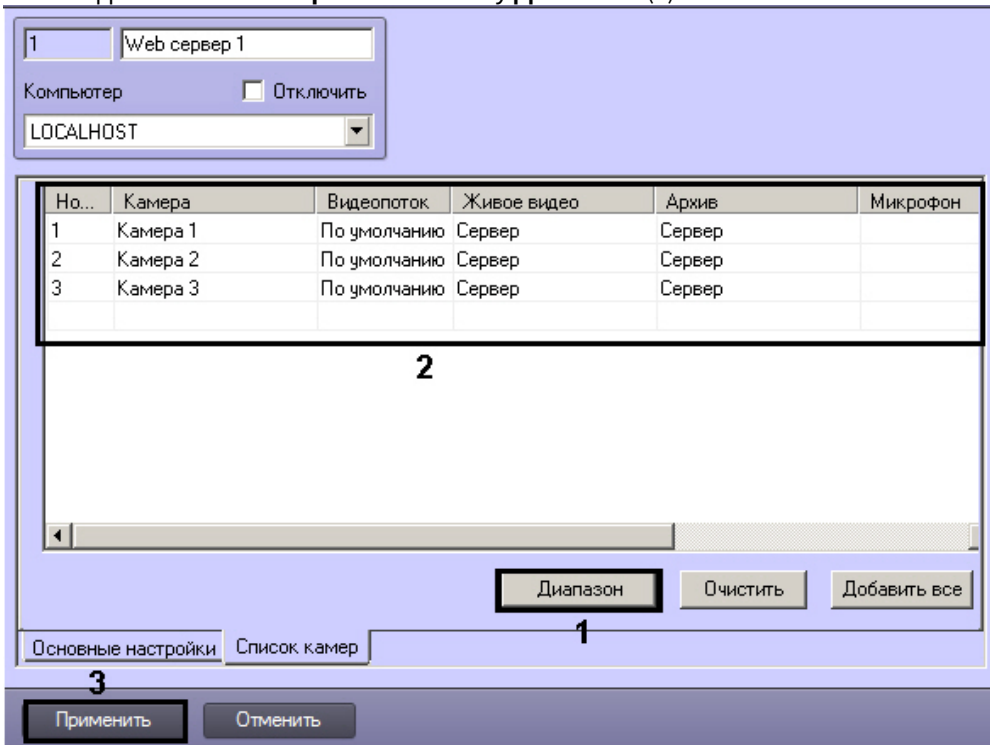 1 Web сервер 1
Компьютер Отключить
LOCALHOST
Но... Камера Видеопоток Живое видео Архив Микрофон
1 Камера 1 По умолчанию Сервер Сервер
2 Камера 2 По умолчанию Сервер Сервер
3 Камера 3 По умолчанию Сервер Сервер
2
Диапазон Очистить Добавить все
1
Основные настройки Список камер
3
Применить Отменить